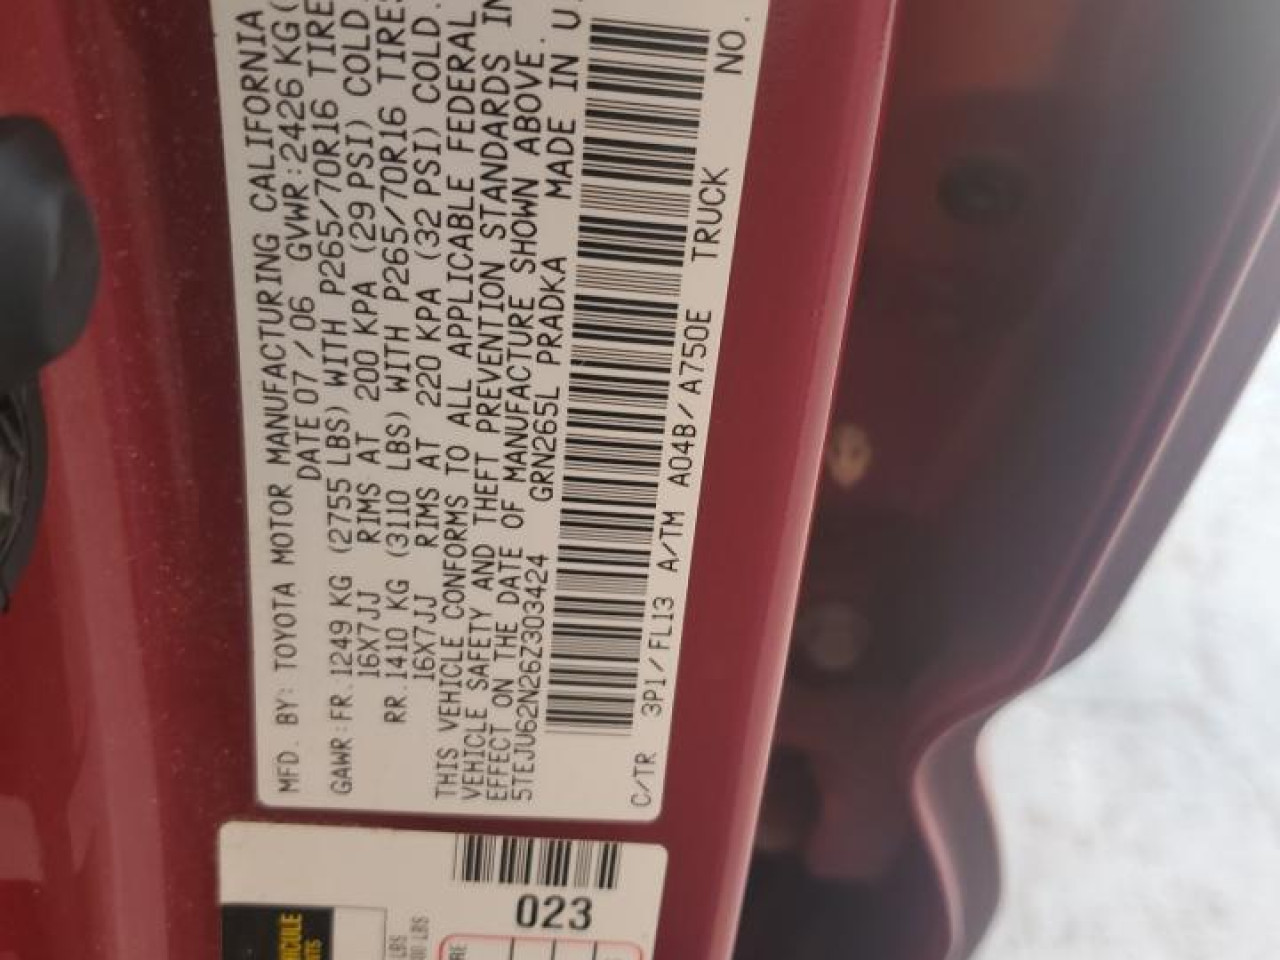 MFD. BY: TOYOTA MOTOR MANUFACTURING CALIFORNIA
DATE 07/06 GVWR: 2426 KG(
GAWR: FR. 1249 KG (2755 LBS) WITH P265/70R16 TIRES
16X7JJ RIMS AT 200 KPA (29 PSI) COLD.
RR. 1410 KG (3110 LBS) WITH P265/70R16 TIRES
16X7JJ RIMS AT 220 KPA (32 PSI) COLD.
THIS VEHICLE CONFORMS TO ALL APPLICABLE FEDERAL
VEHICLE SAFETY AND THEFT PREVENTION STANDARDS IN
EFFECT ON THE DATE OF MANUFACTURE SHOWN ABOVE.
5TEJU62N26Z303424 GRN265L PRADKA MADE IN U.
C/TR 3P1/FL13 A/TM A04B/A750E TRUCK NO.
023
LBS
LBS